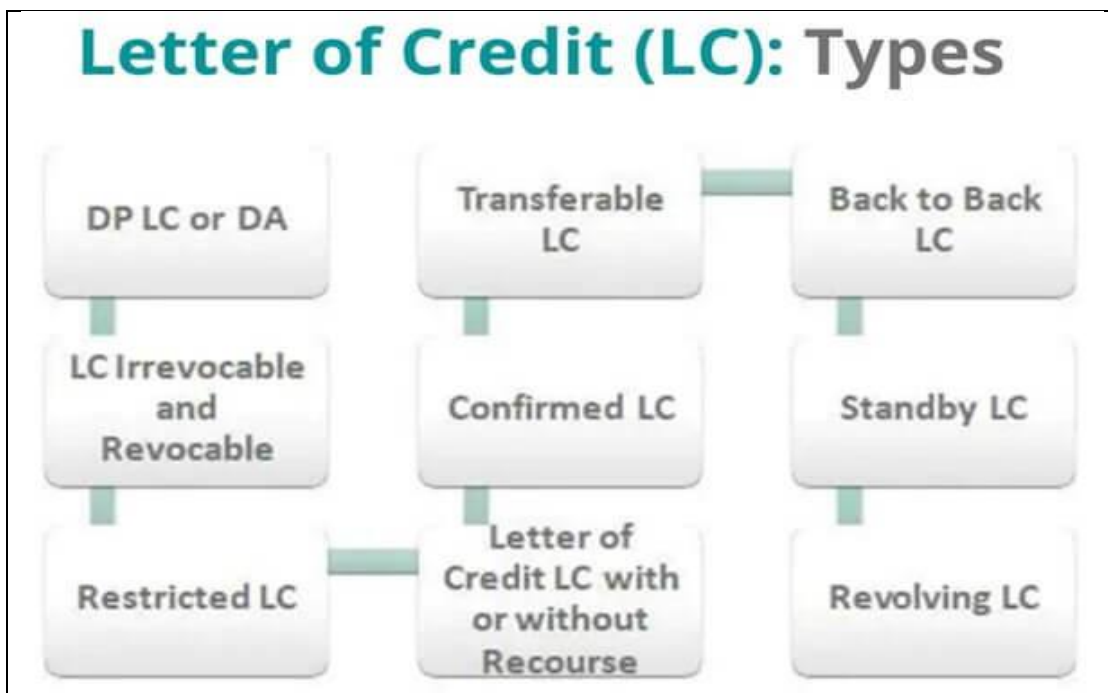 Letter of Credit (LC): Types
DP LC or DA
LC Irrevocable
and
Revocable
Restricted LC
Letter of
Credit LC with
or without
Recourse
Confirmed LC
Transferable
LC
Back to Back
LC
Standby LC
Revolving LC